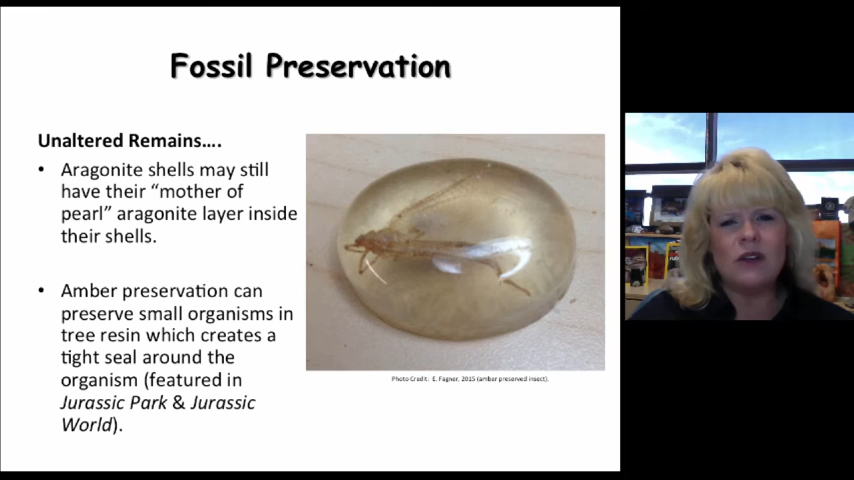 Fossil Preservation
Unaltered Remains....
• Aragonite shells may still
have their “mother of
pearl” aragonite layer inside
their shells.
• Amber preservation can
preserve small organisms in
tree resin which creates a
tight seal around the
organism (featured in
Jurassic Park & Jurassic
World).
Photo Credit: E. Fagner, 2015 (amber preserved insect).